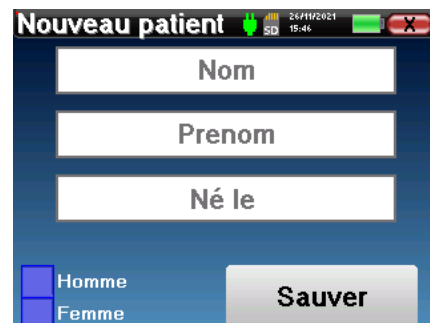 Nouveau patient SD 26/11/2021
15:46 X
Nom
Prenom
Né le
Homme
Femme
Sauver